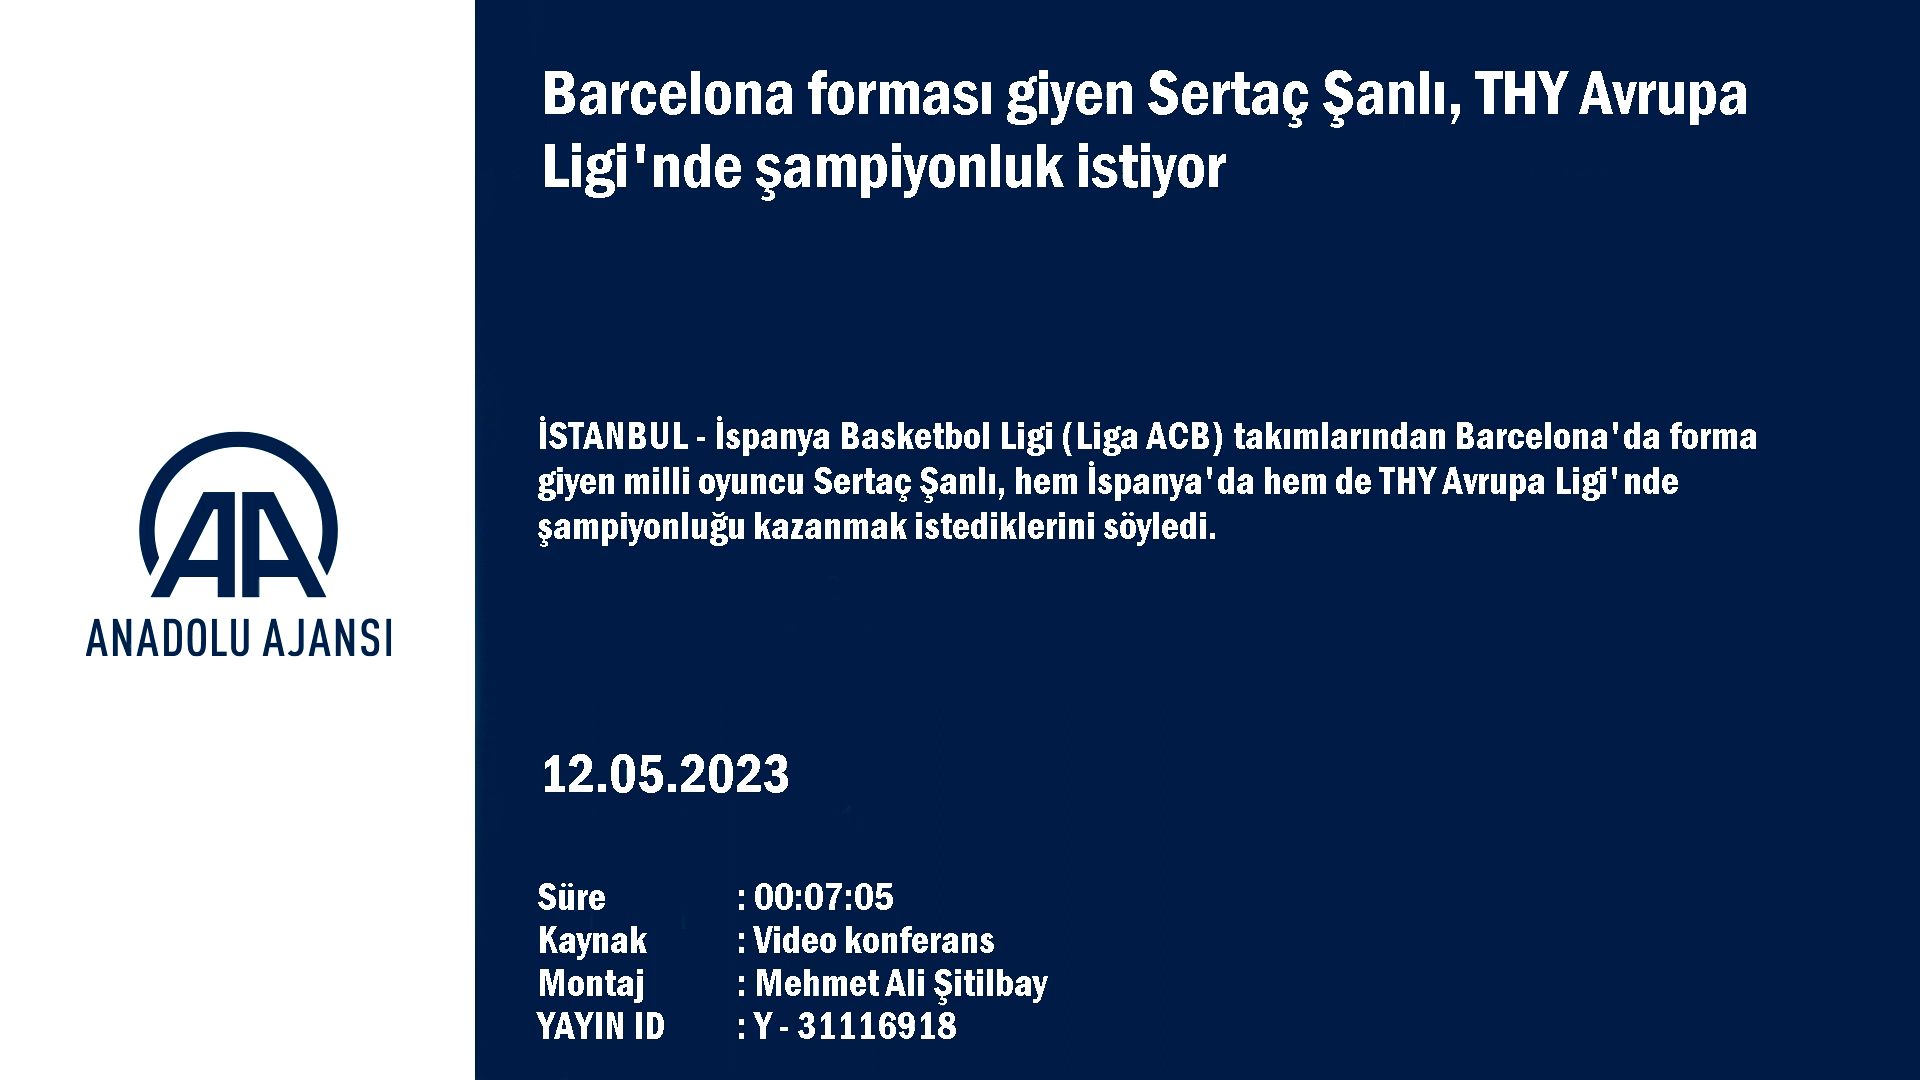 Barcelona forması giyen Sertaç Şanlı, THY Avrupa
Ligi'nde şampiyonluk istiyor
İSTANBUL - İspanya Basketbol Ligi (Liga ACB) takımlarından Barcelona'da forma
giyen milli oyuncu Sertaç Şanlı, hem İspanya'da hem de THY Avrupa Ligi'nde
şampiyonluğu kazanmak istediklerini söyledi.
AA
ANADOLU AJANSI
12.05.2023
Süre : 00:07:05
Kaynak : Video konferans
Montaj : Mehmet Ali Şitilbay
YAYIN ID : Y - 31116918